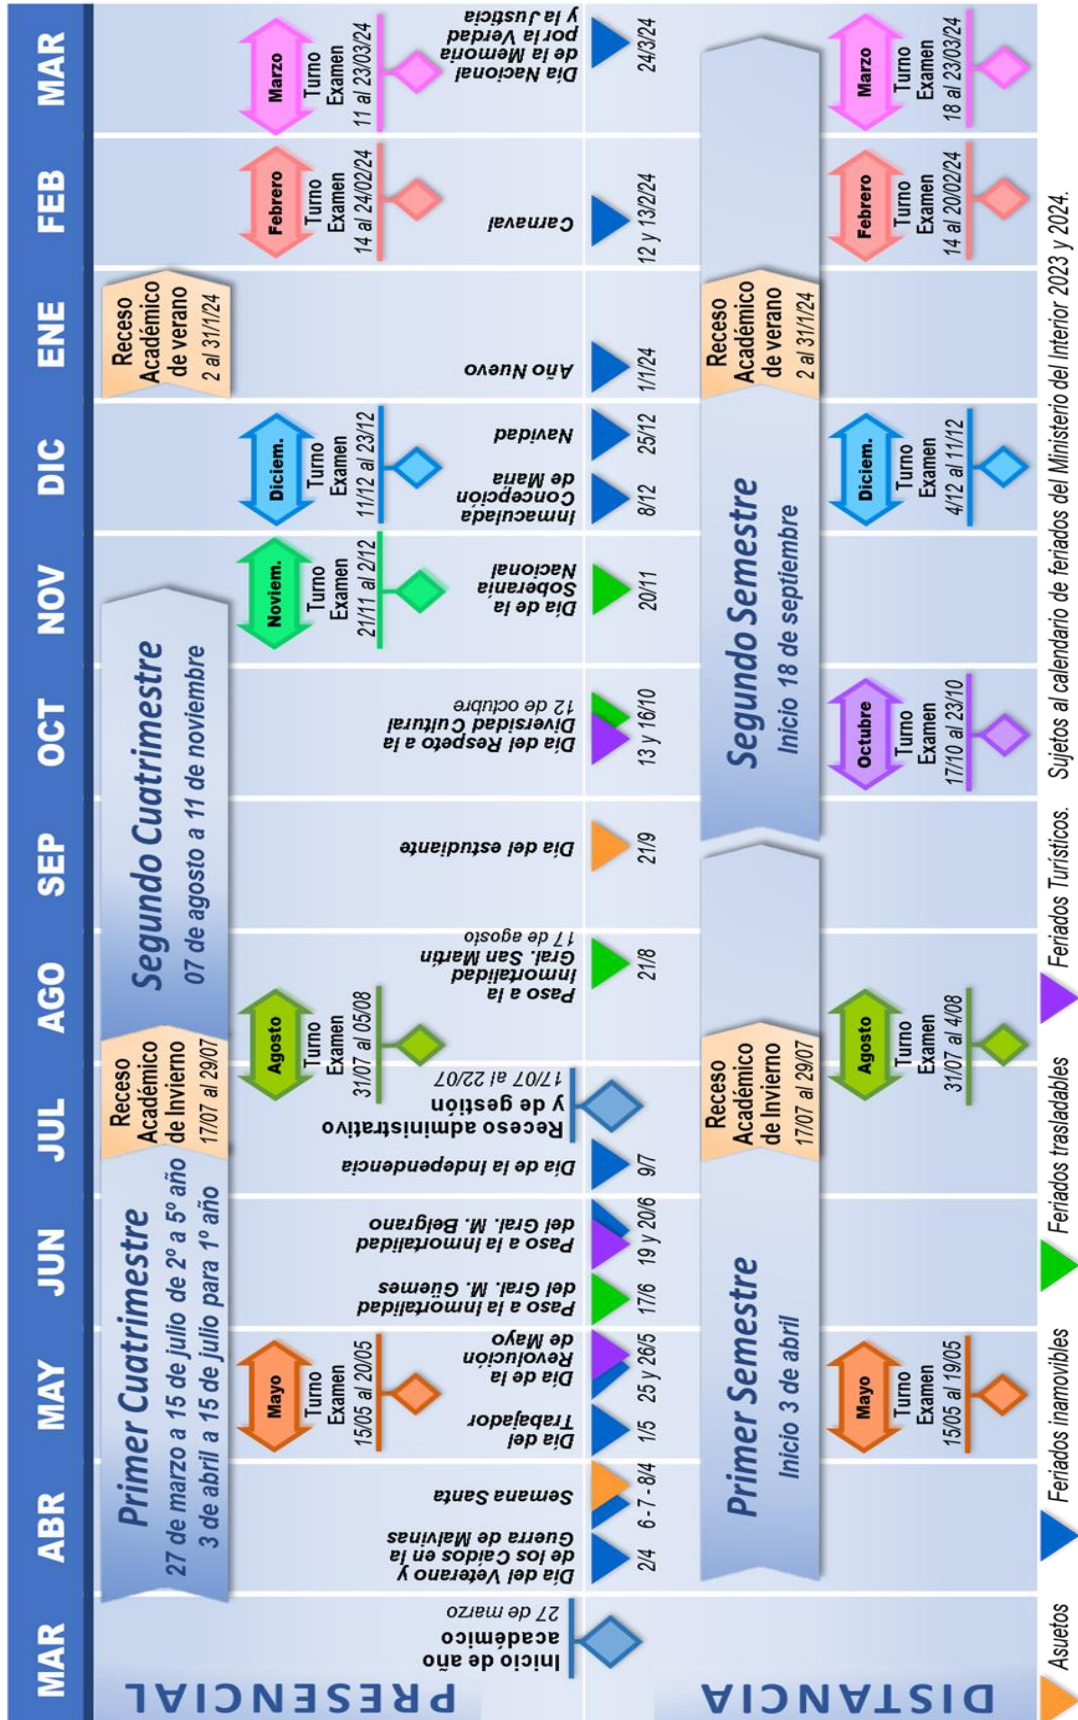 MAR
ABR
MAY
JUN
JUL
AGO
SEP
OCT
NOV
DIC
ENE
FEB
MAR
PRESENCIAL
Primer Cuatrimestre
27 de marzo a 15 de julio de 2º a 5º año
3 de abril a 15 de julio para 1º año
Receso
Académico
de Invierno
17/07 al 29/07
Segundo Cuatrimestre
07 de agosto a 11 de noviembre
Receso
Académico
de verano
2 al 31/1/24
Mayo
Turno
Examen
15/05 al 20/05
Agosto
Turno
Examen
31/07 al 05/08
Noviem.
Turno
Examen
21/11 al 2/12
Diciem.
Turno
Examen
11/12 al 23/12
Febrero
Turno
Examen
14 al 24/02/24
Marzo
Turno
Examen
11 al 23/03/24
Inicio de año
académico
27 de marzo
Día del Veterano y
de los Caídos en la
Guerra de Malvinas
2/4
Semana Santa
6 - 7 - 8/4
Día del
Trabajador
1/5
Día de la
Revolución
de Mayo
25 y 26/5
Paso a la Inmortalidad
del Gral. M. Güemes
17/6
Paso a la Inmortalidad
del Gral. M. Belgrano
19 y 20/6
Día de la Independencia
9/7
Receso administrativo
y de gestión
17/07 al 22/07
Paso a la
Inmortalidad
Gral. San Martín
17 de agosto
21/8
Día del estudiante
21/9
Día del Respeto a la
Diversidad Cultural
12 de octubre
13 y 16/10
Día de la
Soberanía
Nacional
20/11
Inmaculada
Concepción
de María
8/12
Navidad
25/12
Año Nuevo
1/1/24
Carnaval
12 y 13/2/24
Día Nacional
de la Memoria
por la Verdad
y la Justicia
24/3/24
DISTANCIA
Primer Semestre
Inicio 3 de abril
Receso
Académico
de Invierno
17/07 al 29/07
Segundo Semestre
Inicio 18 de septiembre
Receso
Académico
de verano
2 al 31/1/24
Mayo
Turno
Examen
15/05 al 19/05
Agosto
Turno
Examen
31/07 al 4/08
Octubre
Turno
Examen
17/10 al 23/10
Diciem.
Turno
Examen
4/12 al 11/12
Febrero
Turno
Examen
14 al 20/02/24
Marzo
Turno
Examen
18 al 23/03/24
Asuetos
Feriados inamovibles
Feriados trasladables
Feriados Turísticos.
Sujetos al calendario de feriados del Ministerio del Interior 2023 y 2024.